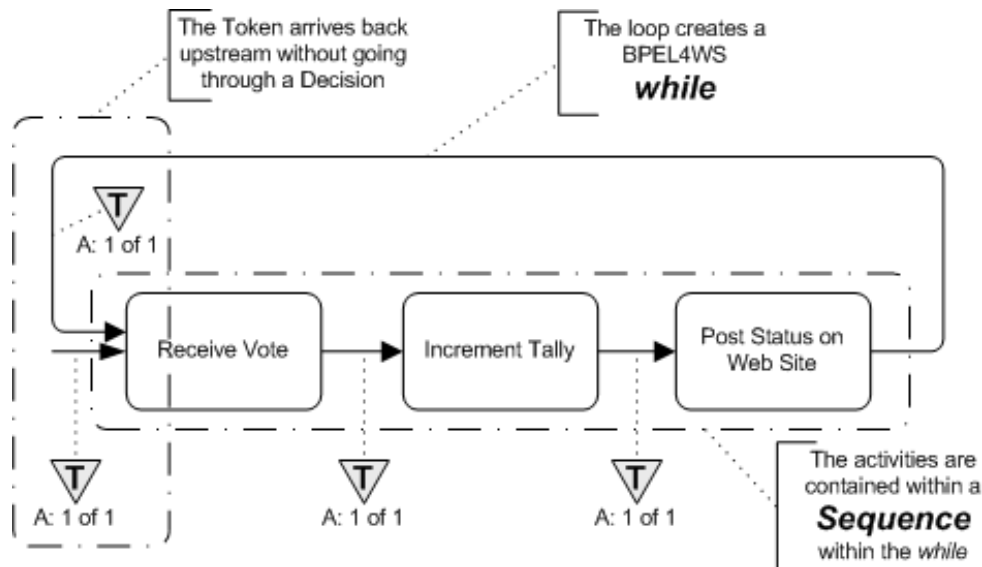 The Token arrives back
upstream without going
through a Decision
The loop creates a
BPEL4WS
while
T
A: 1 of 1
Receive Vote
Increment Tally
Post Status on
Web Site
T
A: 1 of 1
T
A: 1 of 1
T
A: 1 of 1
The activities are
contained within a
Sequence
within the while